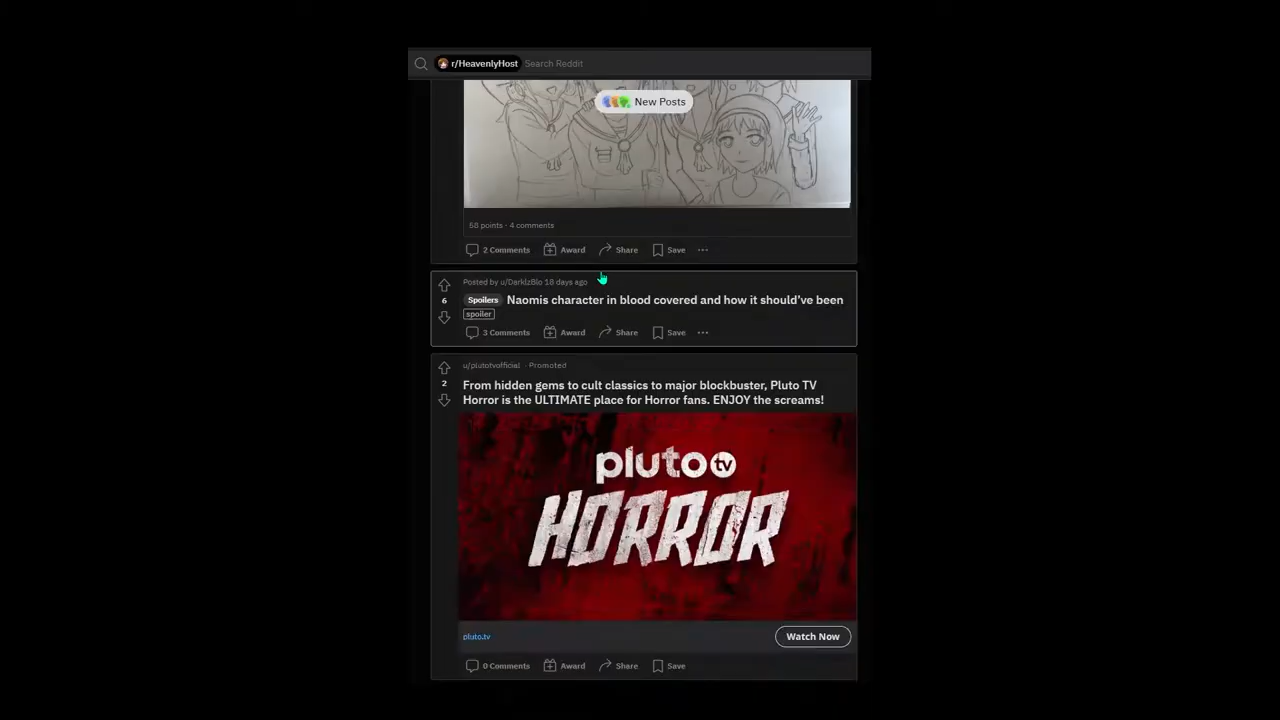 r/HeavenlyHost Search Reddit
New Posts
58 points · 4 comments
2 Comments Award Share Save
Posted by u/DarklzBlo 18 days ago
6
Spoilers Naomis character in blood covered and how it should've been
spoiler
3 Comments Award Share Save
u/plutotvofficial · Promoted
2
From hidden gems to cult classics to major blockbuster, Pluto TV
Horror is the ULTIMATE place for Horror fans. ENJOY the screams!
pluto tv
HORROR
pluto.tv Watch Now
0 Comments Award Share Save